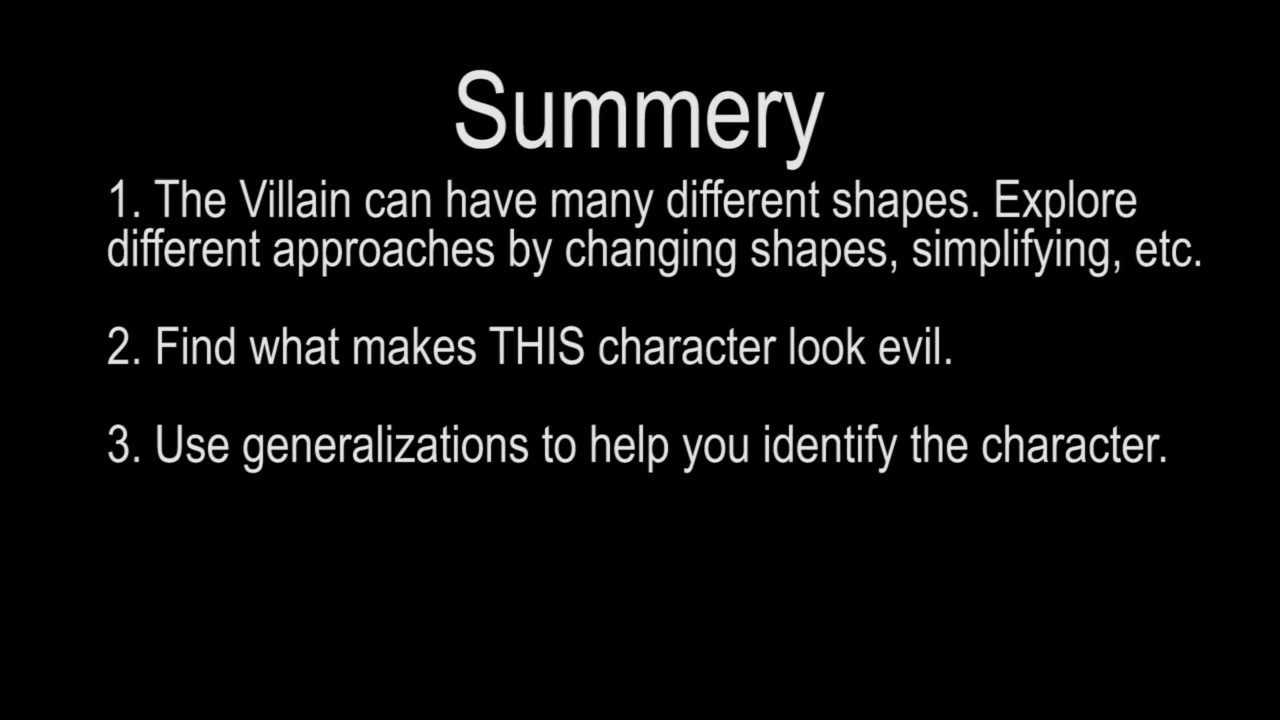 Summery
1. The Villain can have many different shapes. Explore
different approaches by changing shapes, simplifying, etc.
2. Find what makes THIS character look evil.
3. Use generalizations to help you identify the character.